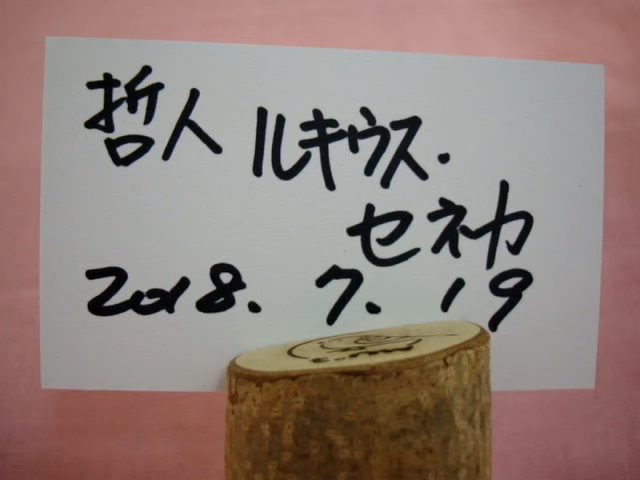 哲人 ルキウス・
セネカ
2018. 7. 19